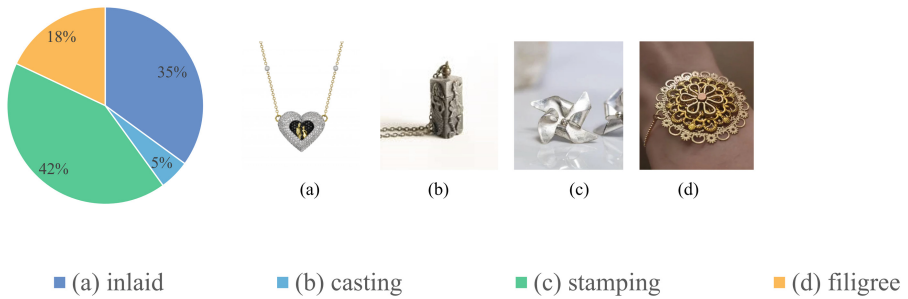 18%
35%
5%
42%
(a)
(b)
(c)
(d)
(a) inlaid
(b) casting
(c) stamping
(d) filigree